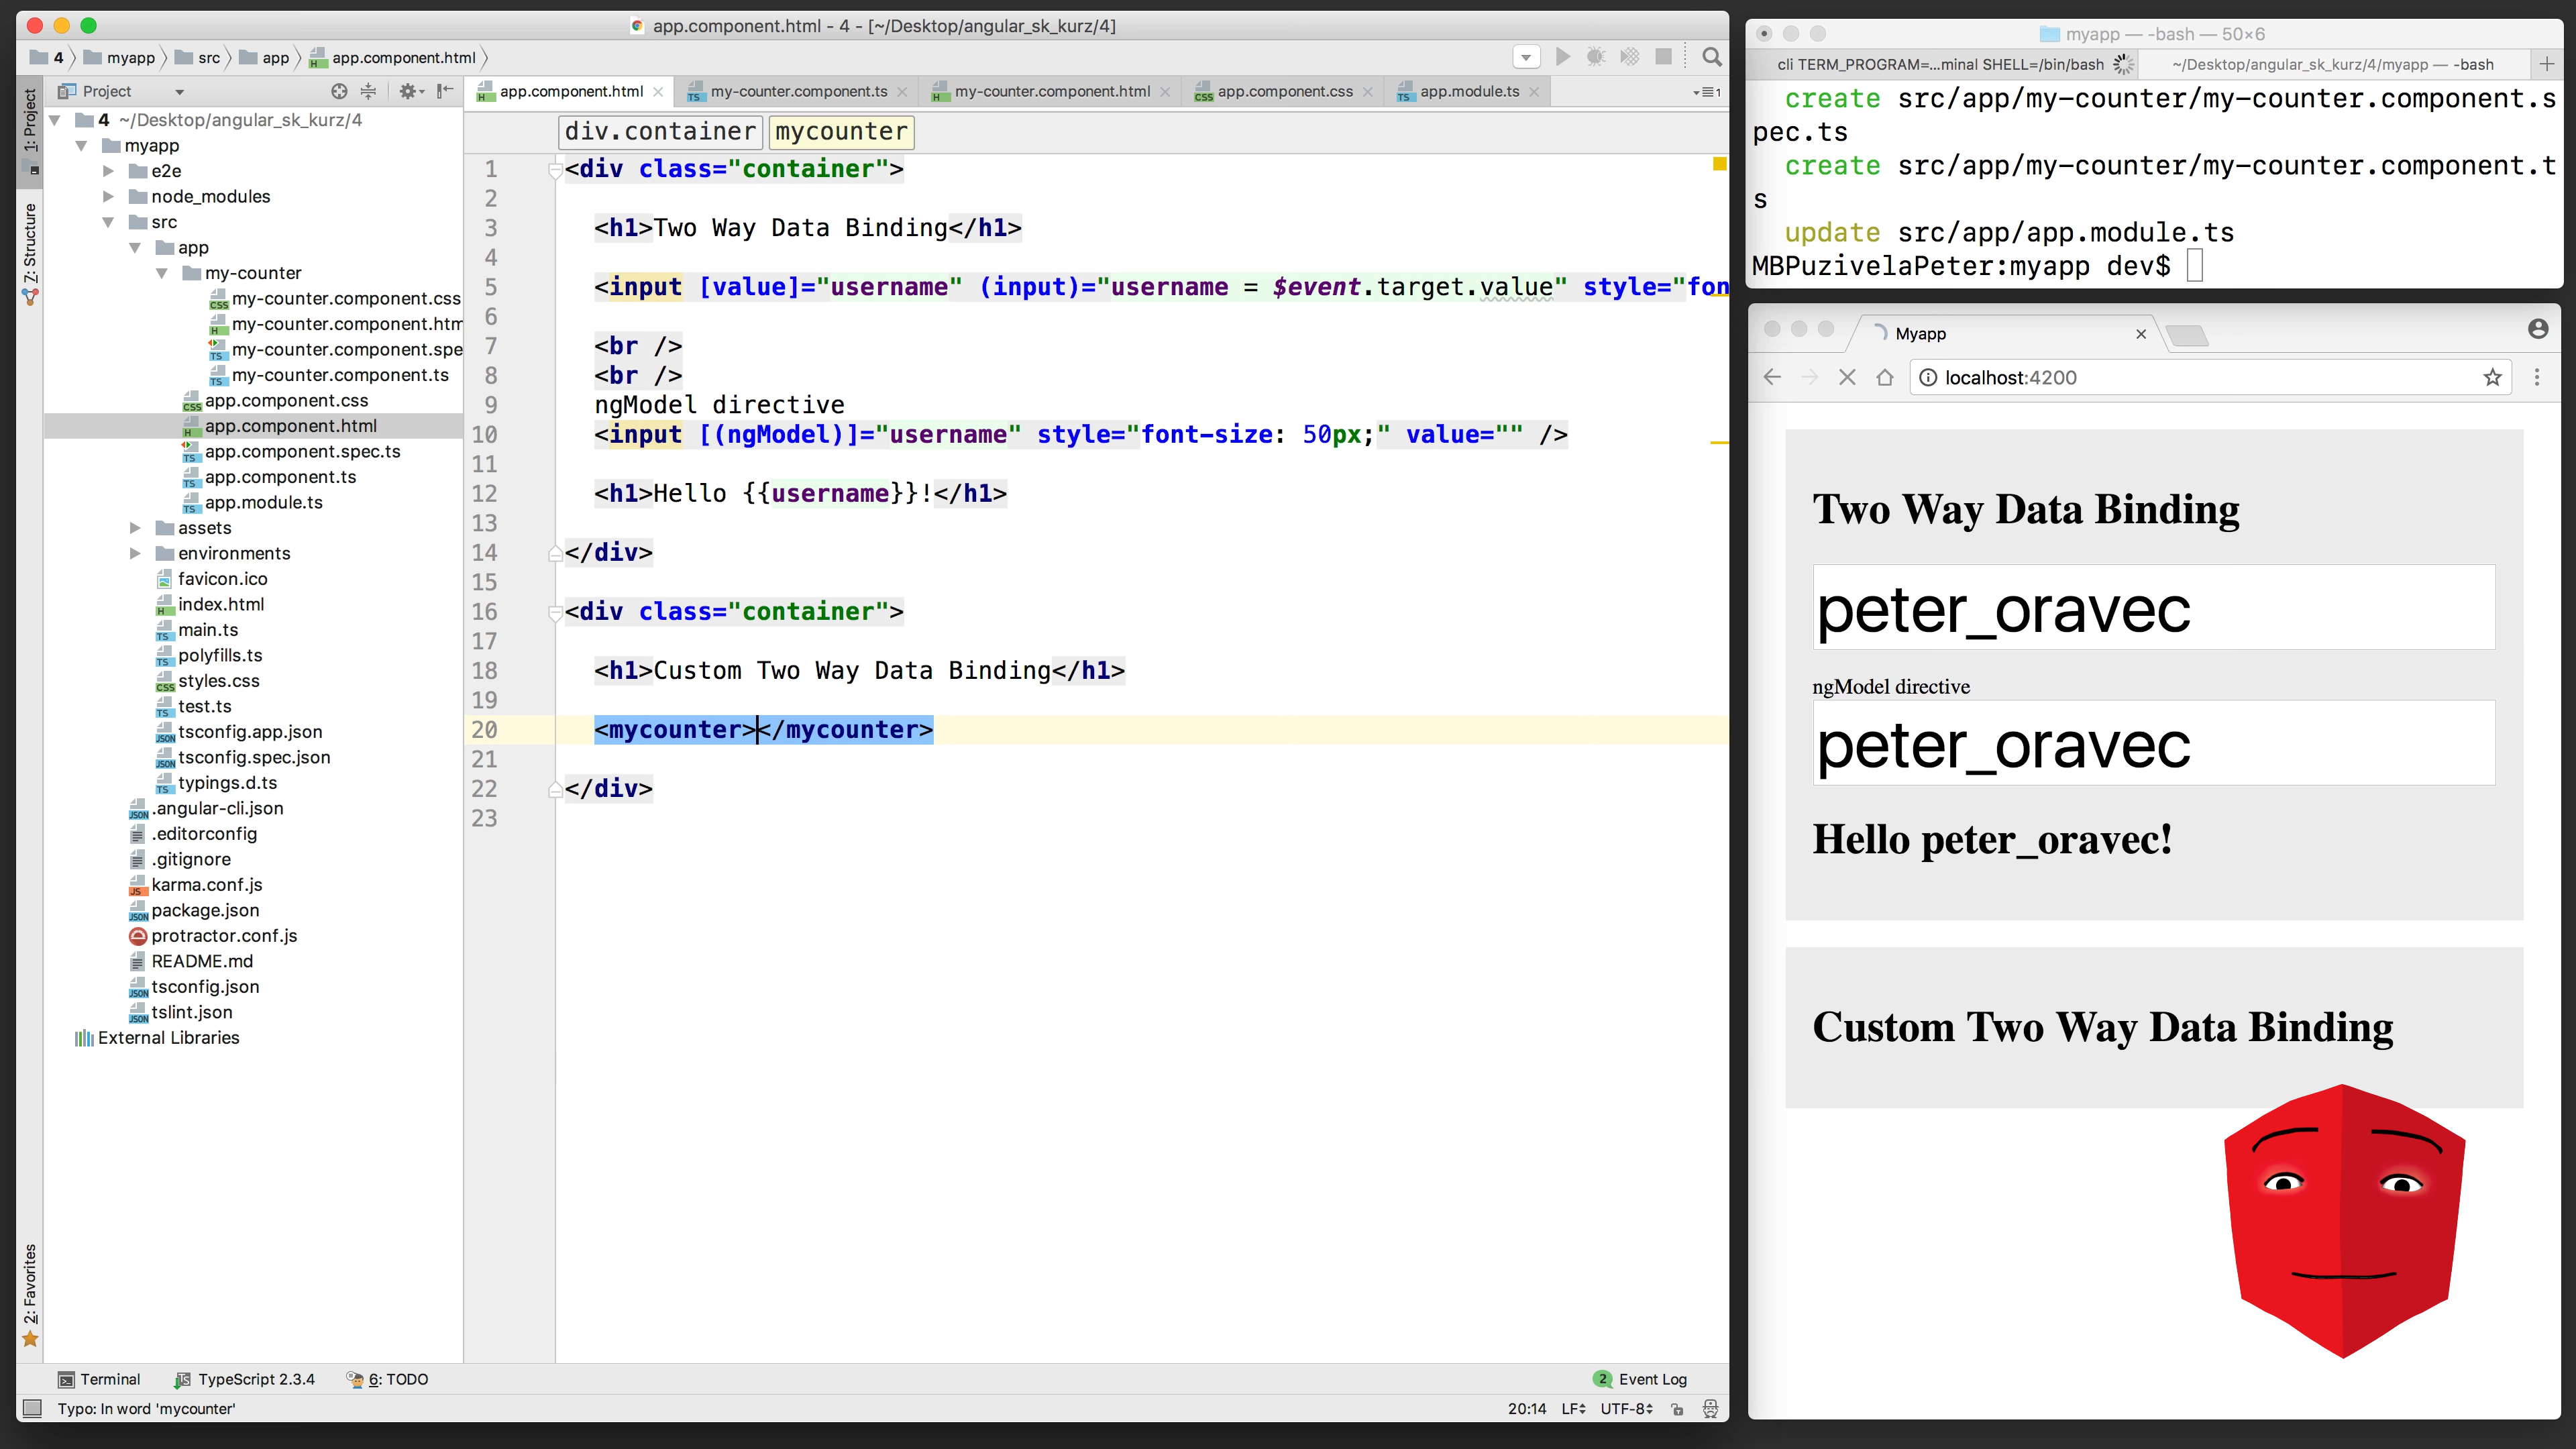 app.component.html - 4 - [~/Desktop/angular_sk_kurz/4]
4 myapp src app app.component.html
1: Project
Z: Structure
2: Favorites
Project
4 ~/Desktop/angular_sk_kurz/4
myapp
e2e
node_modules
src
app
my-counter
my-counter.component.css
my-counter.component.htm
my-counter.component.spe
my-counter.component.ts
app.component.css
app.component.html
app.component.spec.ts
app.component.ts
app.module.ts
assets
environments
favicon.ico
index.html
main.ts
polyfills.ts
styles.css
test.ts
tsconfig.app.json
tsconfig.spec.json
typings.d.ts
.angular-cli.json
.editorconfig
.gitignore
karma.conf.js
package.json
protractor.conf.js
README.md
tsconfig.json
tslint.json
External Libraries
app.component.html my-counter.component.ts my-counter.component.html app.component.css app.module.ts
div.container mycounter
1 <div class="container">
2
3 <h1>Two Way Data Binding</h1>
4
5 <input [value]="username" (input)="username = $event.target.value" style="fon
6
7 <br />
8 <br />
9 ngModel directive
10 <input [(ngModel)]="username" style="font-size: 50px;" value="" />
11
12 <h1>Hello {{username}}!</h1>
13
14 </div>
15
16 <div class="container">
17
18 <h1>Custom Two Way Data Binding</h1>
19
20 <mycounter></mycounter>
21
22 </div>
23
Terminal TypeScript 2.3.4 6: TODO 2 Event Log
Typo: In word 'mycounter' 20:14 LF UTF-8
myapp — -bash — 50×6
cli TERM_PROGRAM=...minal SHELL=/bin/bash ~/Desktop/angular_sk_kurz/4/myapp — -bash
create src/app/my-counter/my-counter.component.s
pec.ts
create src/app/my-counter/my-counter.component.t
s
update src/app/app.module.ts
MBPuzivelaPeter:myapp dev$
Myapp
localhost:4200
Two Way Data Binding
peter_oravec
ngModel directive
peter_oravec
Hello peter_oravec!
Custom Two Way Data Binding